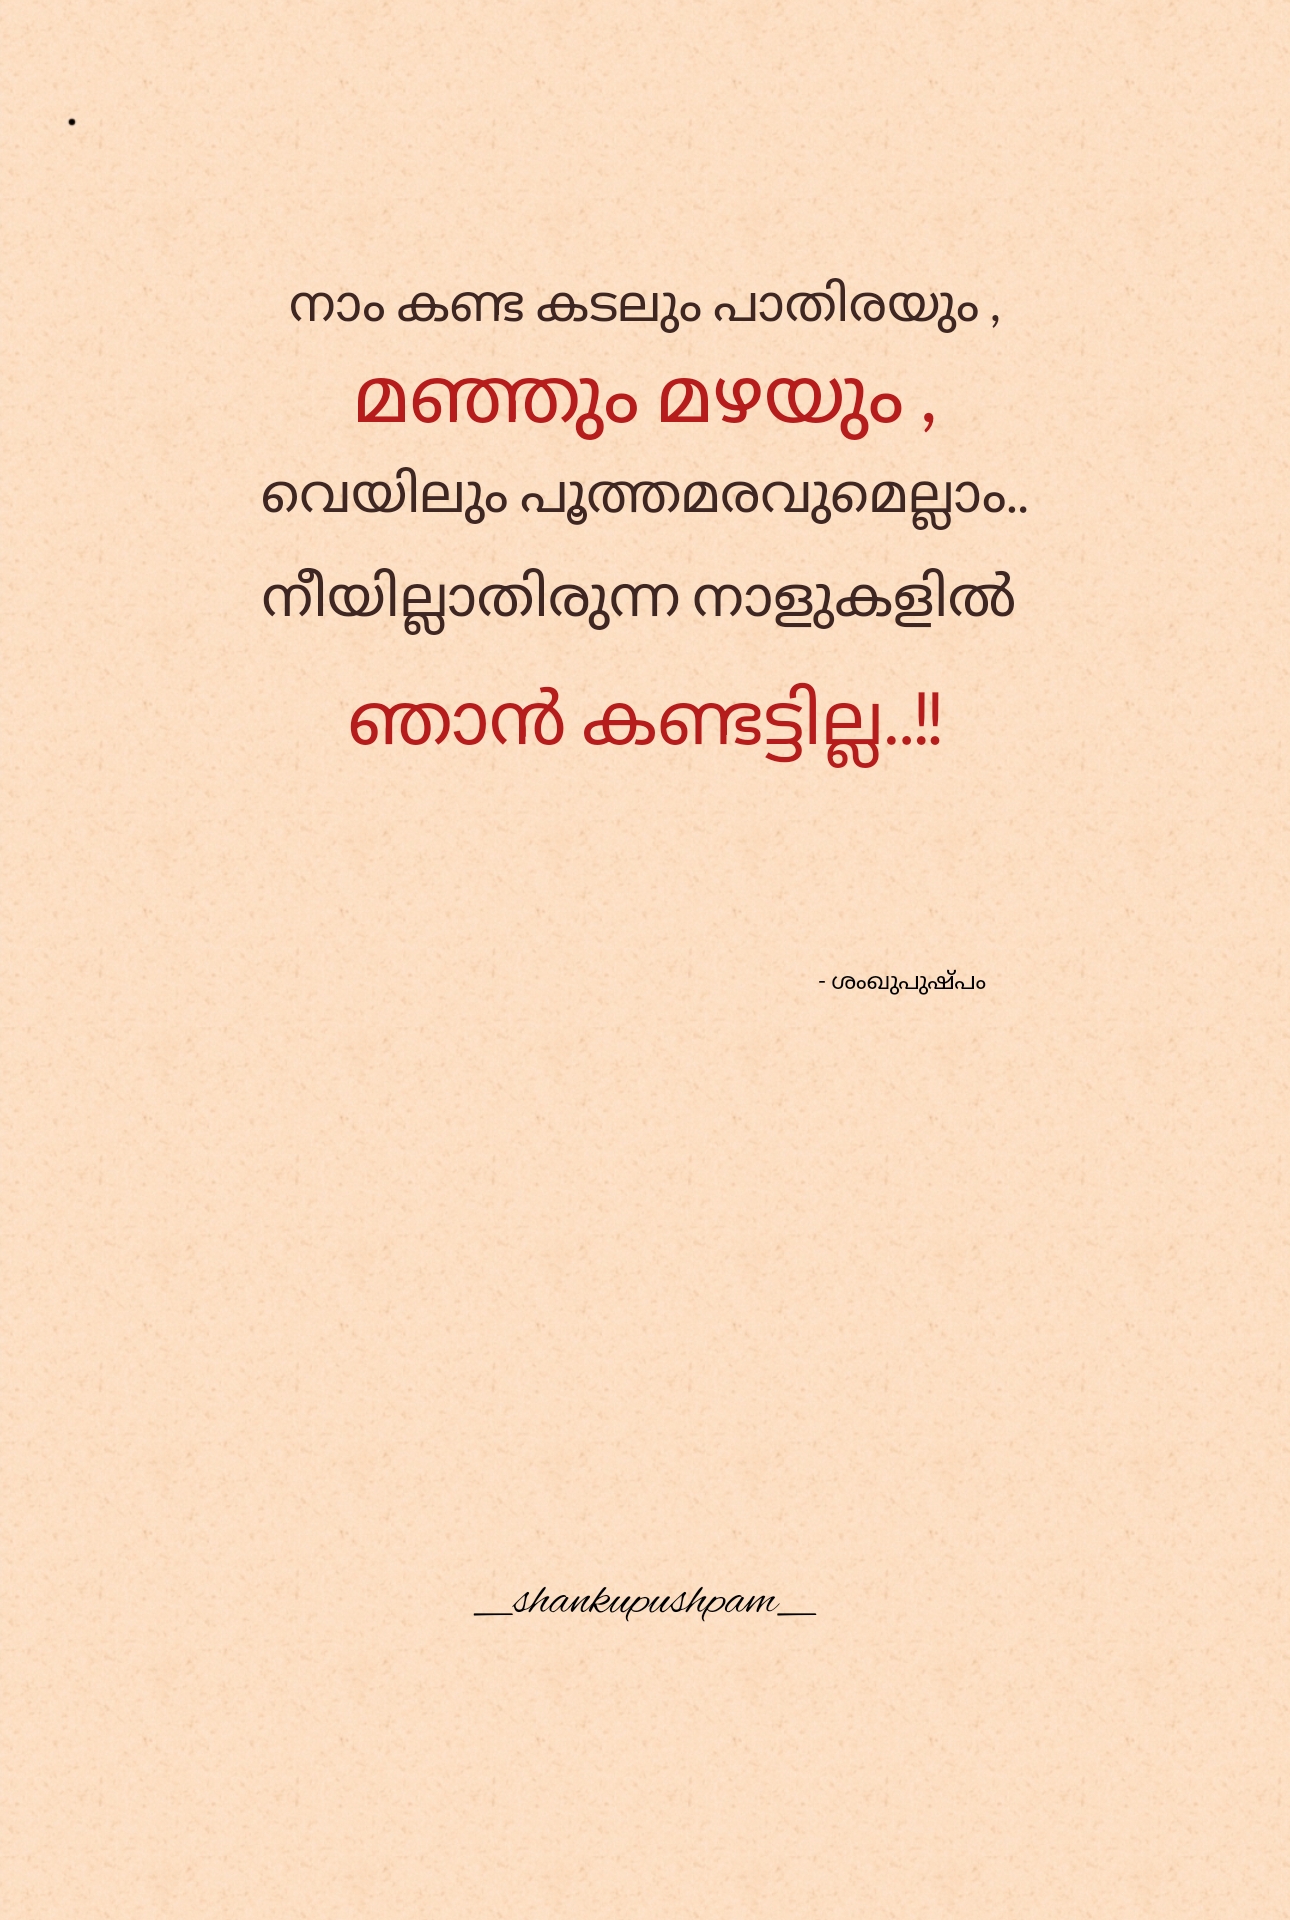 നാം കണ്ട കടലും പാതിരയും ,
മഞ്ഞും മഴയും ,
വെയിലും പൂത്തമരവുമെല്ലാം..
നീയില്ലാതിരുന്ന നാളുകളിൽ
ഞാൻ കണ്ടട്ടില്ല..!!
- ശംഖുപുഷ്പം
__shankupushpam__